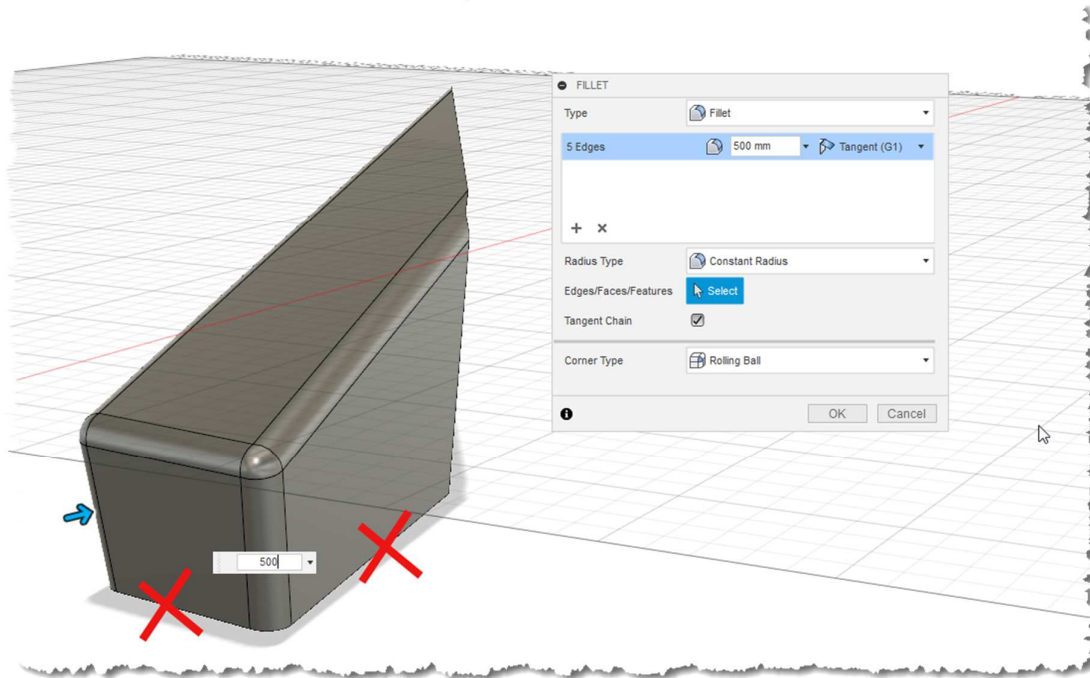 FILLET
Type Fillet
5 Edges 500 mm Tangent (G1)
Radius Type Constant Radius
Edges/Faces/Features Select
Tangent Chain
Corner Type Rolling Ball
OK Cancel
500